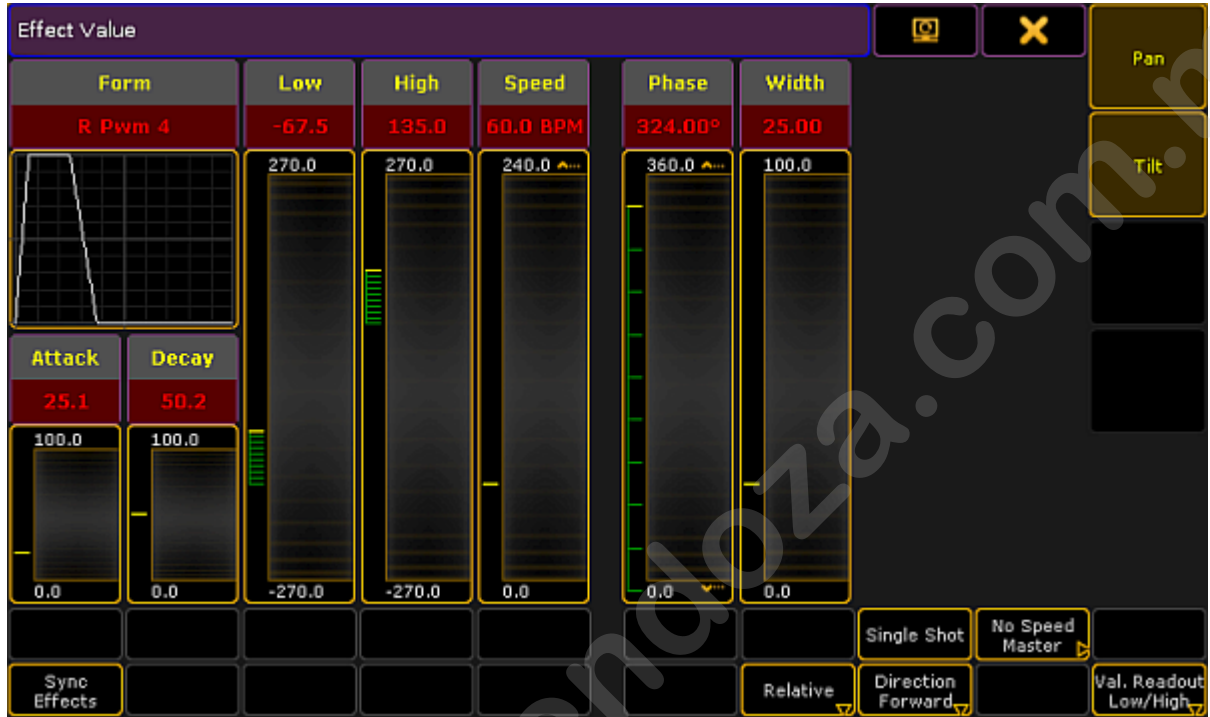 Effect Value
Pan
Form
Low
High
Speed
Phase
Width
R Pwm 4
-67.5
135.0
60.0 BPM
324.00°
25.00
Tilt
270.0
270.0
240.0
360.0
100.0
Attack
Decay
25.1
50.2
100.0
100.0
0.0
0.0
-270.0
-270.0
0.0
0.0
0.0
Single Shot
No Speed
Master
Sync
Effects
Relative
Direction
Forward
Val. Readout
Low/High
endoza.com.